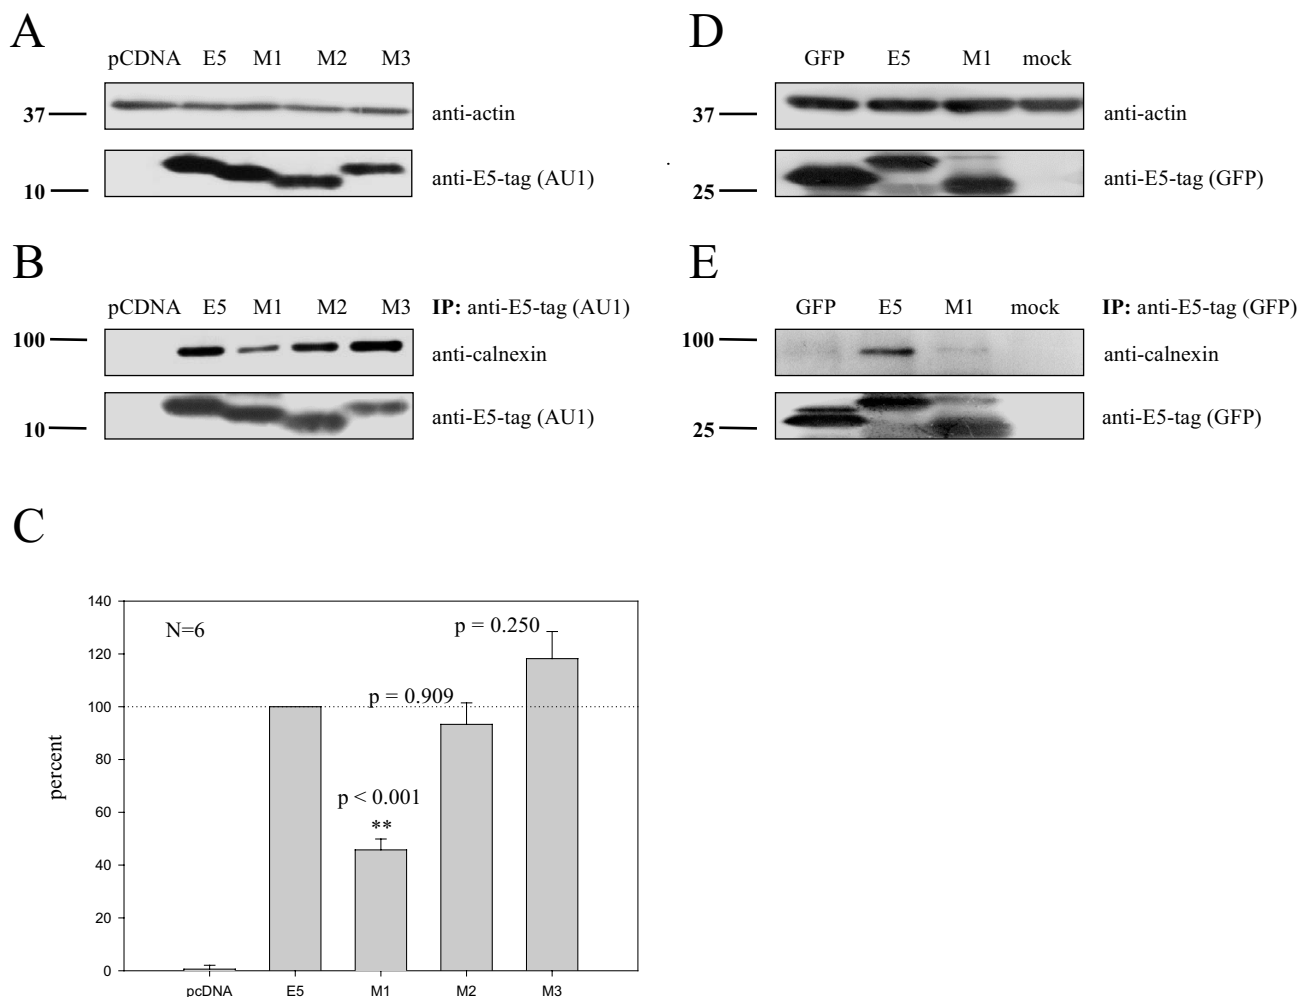 A
pCDNA E5 M1 M2 M3
37
anti-actin
10
anti-E5-tag (AU1)
B
pCDNA E5 M1 M2 M3 IP: anti-E5-tag (AU1)
100
anti-calnexin
10
anti-E5-tag (AU1)
C
140
120
100
80
60
40
20
0
percent
N=6
p < 0.001
**
p = 0.909
p = 0.250
pcDNA E5 M1 M2 M3
D
GFP E5 M1 mock
37
anti-actin
25
anti-E5-tag (GFP)
E
GFP E5 M1 mock IP: anti-E5-tag (GFP)
100
anti-calnexin
25
anti-E5-tag (GFP)